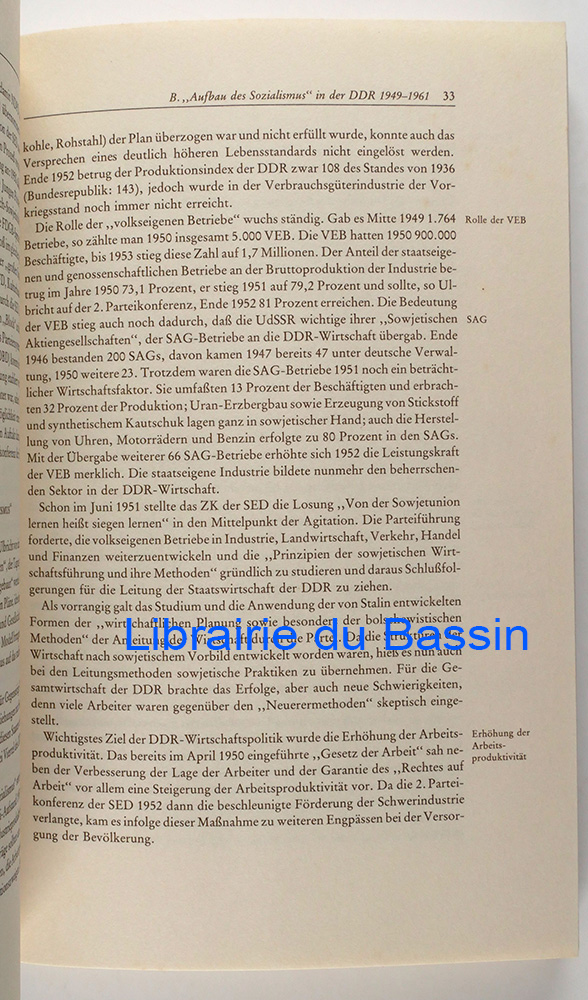 B. „Aufbau des Sozialismus“ in der DDR 1949–1961 33
kohle, Rohstahl) der Plan überzogen war und nicht erfüllt wurde, konnte auch das
Versprechen eines deutlich höheren Lebensstandards nicht eingelöst werden.
Ende 1952 betrug der Produktionsindex der DDR zwar 108 des Standes von 1936
(Bundesrepublik: 143), jedoch wurde in der Verbrauchsgüterindustrie der Vor-
kriegsstand noch immer nicht erreicht.
Die Rolle der „volkseigenen Betriebe“ wuchs ständig. Gab es Mitte 1949 1.764
Rolle der VEB
Betriebe, so zählte man 1950 insgesamt 5.000 VEB. Die VEB hatten 1950 900.000
Beschäftigte, bis 1953 stieg diese Zahl auf 1,7 Millionen. Der Anteil der staatseige-
nen und genossenschaftlichen Betriebe an der Bruttoproduktion der Industrie be-
trug im Jahre 1950 73,1 Prozent, er stieg 1951 auf 79,2 Prozent und sollte, so Ul-
bricht auf der 2. Parteikonferenz, Ende 1952 81 Prozent erreichen. Die Bedeutung
der VEB stieg auch noch dadurch, daß die UdSSR wichtige ihrer „Sowjetischen
SAG
Aktiengesellschaften“, der SAG-Betriebe an die DDR-Wirtschaft übergab. Ende
1946 bestanden 200 SAGs, davon kamen 1947 bereits 47 unter deutsche Verwal-
tung, 1950 weitere 23. Trotzdem waren die SAG-Betriebe 1951 noch ein beträcht-
licher Wirtschaftsfaktor. Sie umfaßten 13 Prozent der Beschäftigten und erbrach-
ten 32 Prozent der Produktion; Uran-Erzbergbau sowie Erzeugung von Stickstoff
und synthetischem Kautschuk lagen ganz in sowjetischer Hand; auch die Herstel-
lung von Uhren, Motorrädern und Benzin erfolgte zu 80 Prozent in den SAGs.
Mit der Übergabe weiterer 66 SAG-Betriebe erhöhte sich 1952 die Leistungskraft
der VEB merklich. Die staatseigene Industrie bildete nunmehr den beherrschen-
den Sektor in der DDR-Wirtschaft.
Schon im Juni 1951 stellte das ZK der SED die Losung „Von der Sowjetunion
lernen heißt siegen lernen“ in den Mittelpunkt der Agitation. Die Parteiführung
forderte, die volkseigenen Betriebe in Industrie, Landwirtschaft, Verkehr, Handel
und Finanzen weiterzuentwickeln und die „Prinzipien der sowjetischen Wirt-
schaftsführung und ihre Methoden“ gründlich zu studieren und daraus Schlußfol-
gerungen für die Leitung der Staatswirtschaft der DDR zu ziehen.
Als vorrangig galt das Studium und die Anwendung der von Stalin entwickelten
Formen der „wirtschaftlichen Planung sowie besonders der bolschewistischen
Methoden“ der Anleitung der Wirtschaft durch die Partei. Da die Strukturen der
Librairie du Bassin
Wirtschaft nach sowjetischem Vorbild entwickelt worden waren, hieß es nun auch
bei den Leitungsmethoden sowjetische Praktiken zu übernehmen. Für die Ge-
samtwirtschaft der DDR brachte das Erfolge, aber auch neue Schwierigkeiten,
denn viele Arbeiter waren gegenüber den „Neuerermethoden“ skeptisch einge-
stellt.
Wichtigstes Ziel der DDR-Wirtschaftspolitik wurde die Erhöhung der Arbeits-
produktivität. Das bereits im April 1950 eingeführte „Gesetz der Arbeit“ sah ne-
Erhöhung der
Arbeits-
produktivität
ben der Verbesserung der Lage der Arbeiter und der Garantie des „Rechtes auf
Arbeit“ vor allem eine Steigerung der Arbeitsproduktivität vor. Da die 2. Partei-
konferenz der SED 1952 dann die beschleunigte Förderung der Schwerindustrie
verlangte, kam es infolge dieser Maßnahme zu weiteren Engpässen bei der Versor-
gung der Bevölkerung.